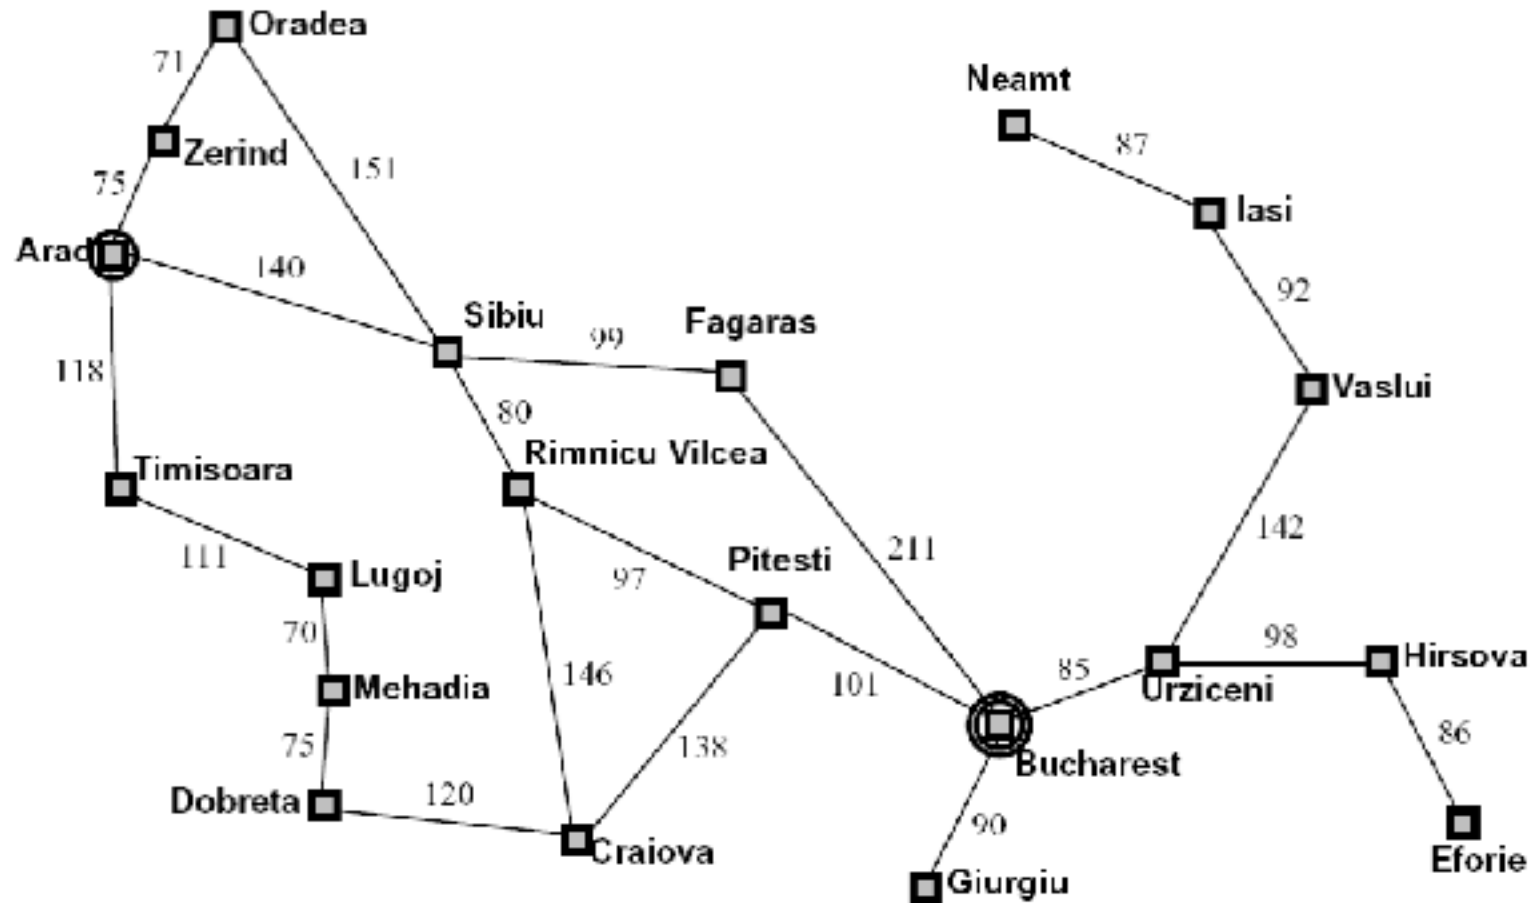 Oradea
71
Neamt
87
Zerind
151
75
Iasi
Arad
140
92
Sibiu
Fagaras
99
118
Vaslui
80
Rimnicu Vilcea
Timisoara
142
211
111
Pitesti
Lugoj
97
70
98
Hirsova
146
85
Mehadia
101
Urziceni
86
75
138
Bucharest
Dobreta
120
90
Craiova
Eforie
Giurgiu